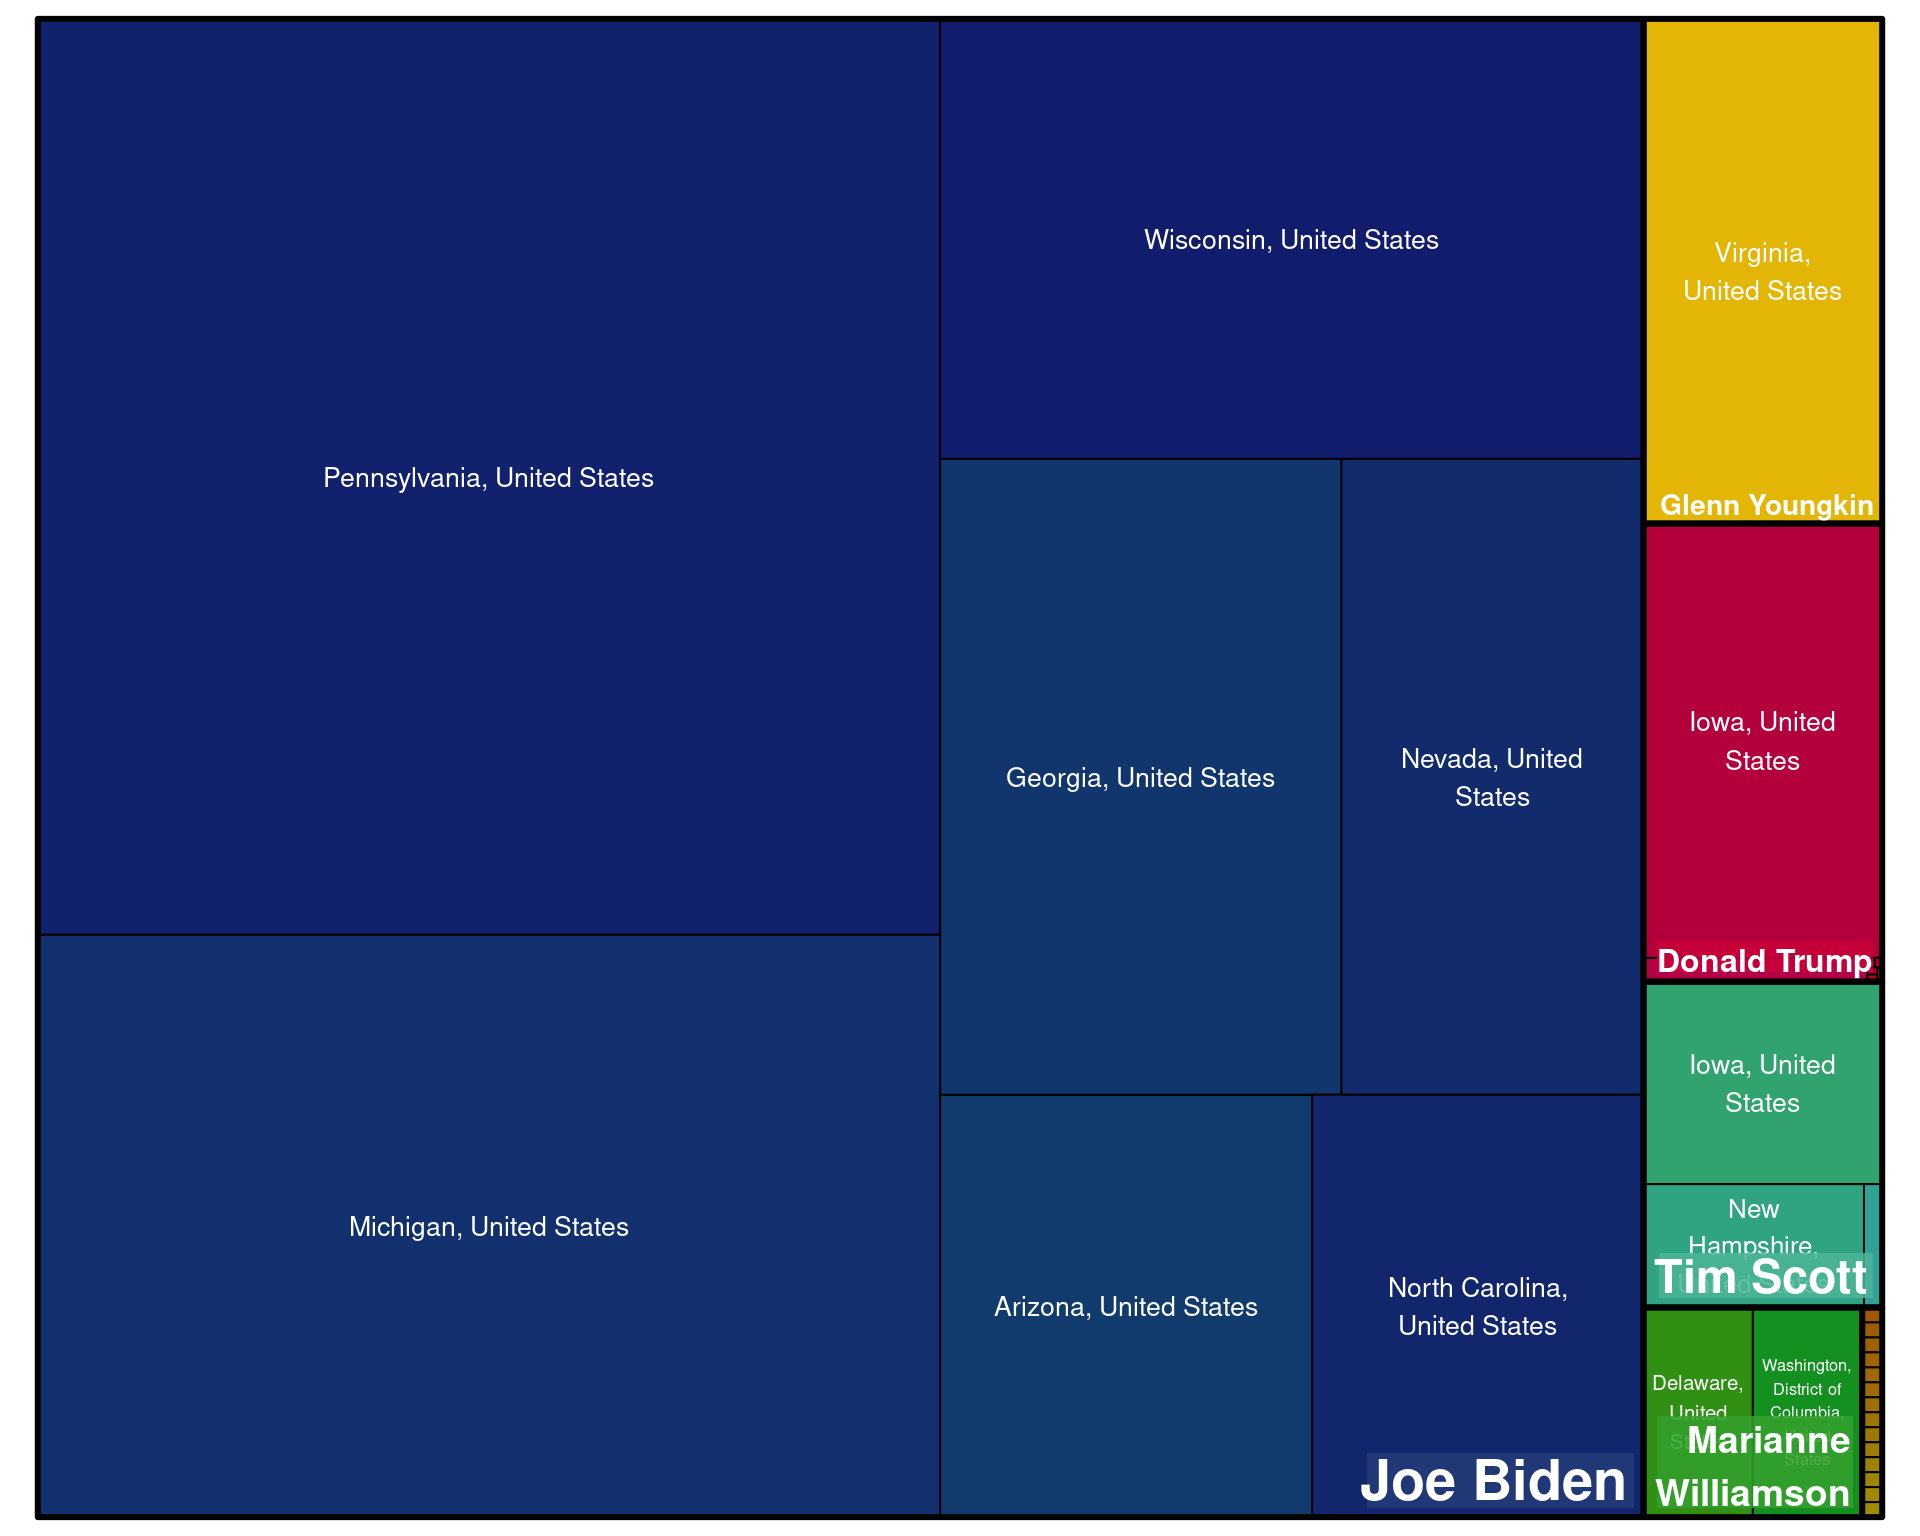 Pennsylvania, United States
Michigan, United States
Wisconsin, United States
Georgia, United States
Nevada, United
States
Arizona, United States
North Carolina,
United States
Joe Biden
Virginia,
United States
Glenn Youngkin
Iowa, United
States
Donald Trump
Iowa, United
States
New
Hampshire,
Tim Scott
Delaware,
United
Washington,
District of
Columbia,
States
Marianne
Williamson